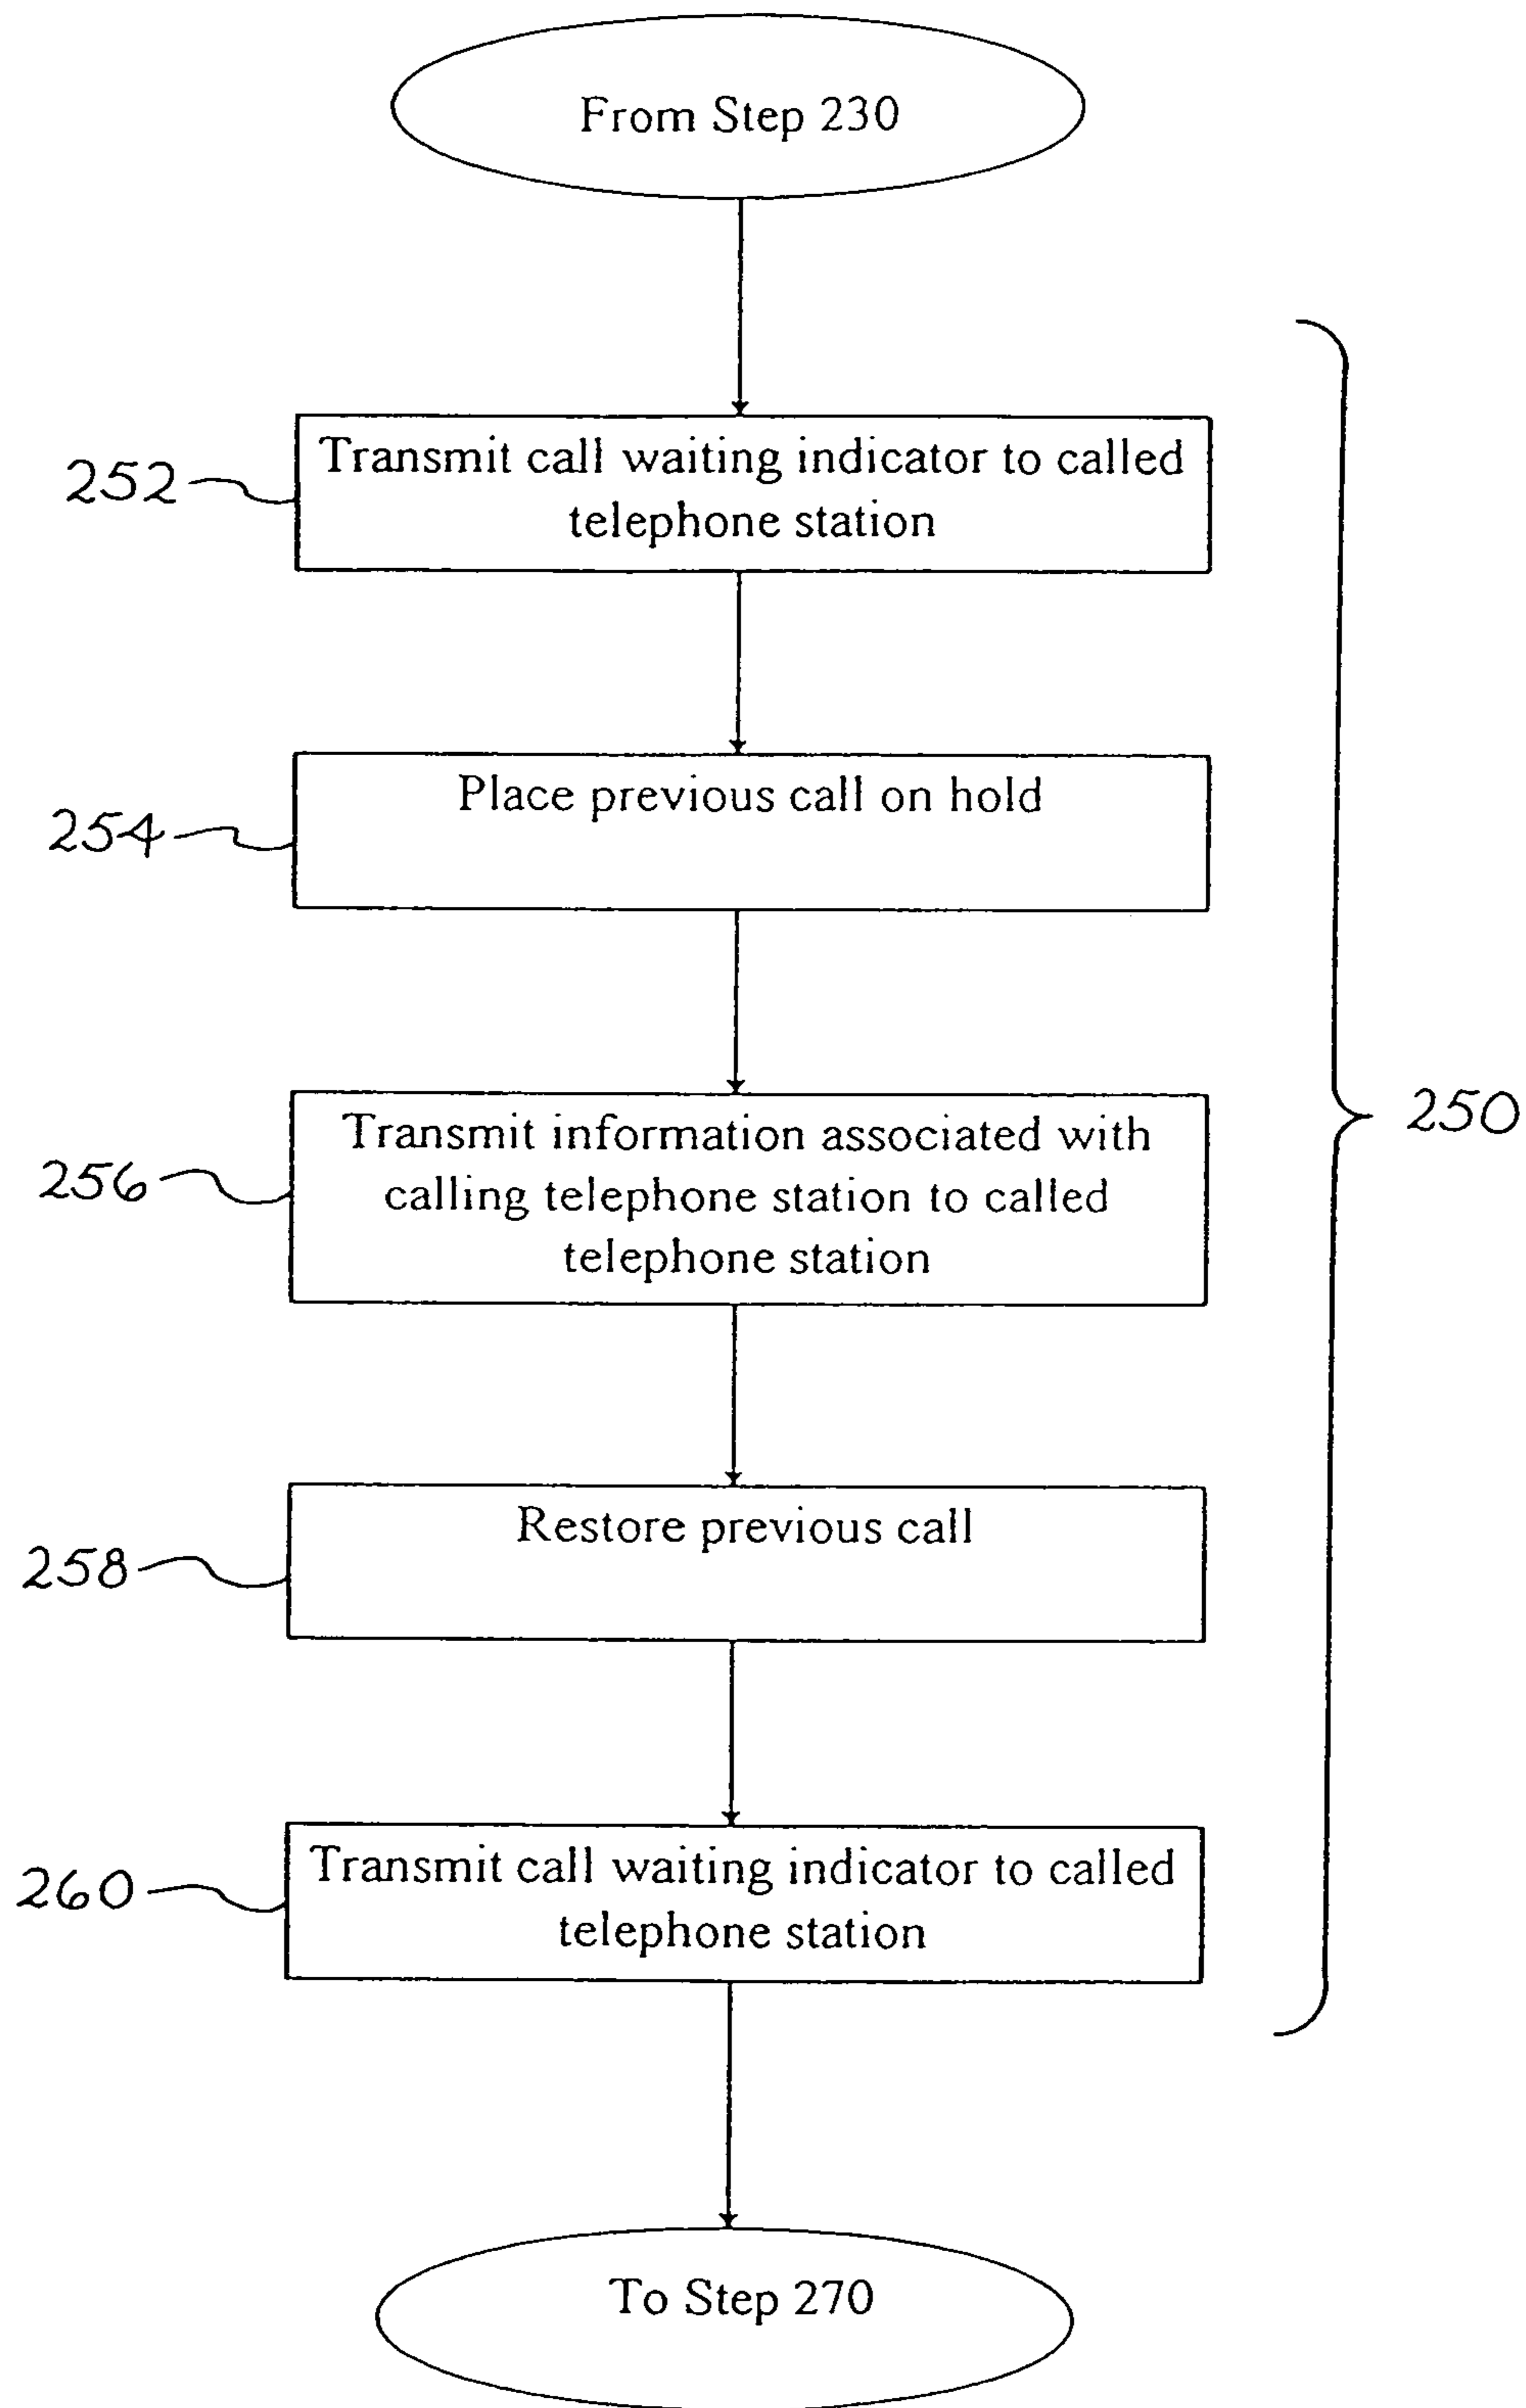 From Step 230
252
Transmit call waiting indicator to called
telephone station
254
Place previous call on hold
256
Transmit information associated with
calling telephone station to called
telephone station
250
258
Restore previous call
260
Transmit call waiting indicator to called
telephone station
To Step 270